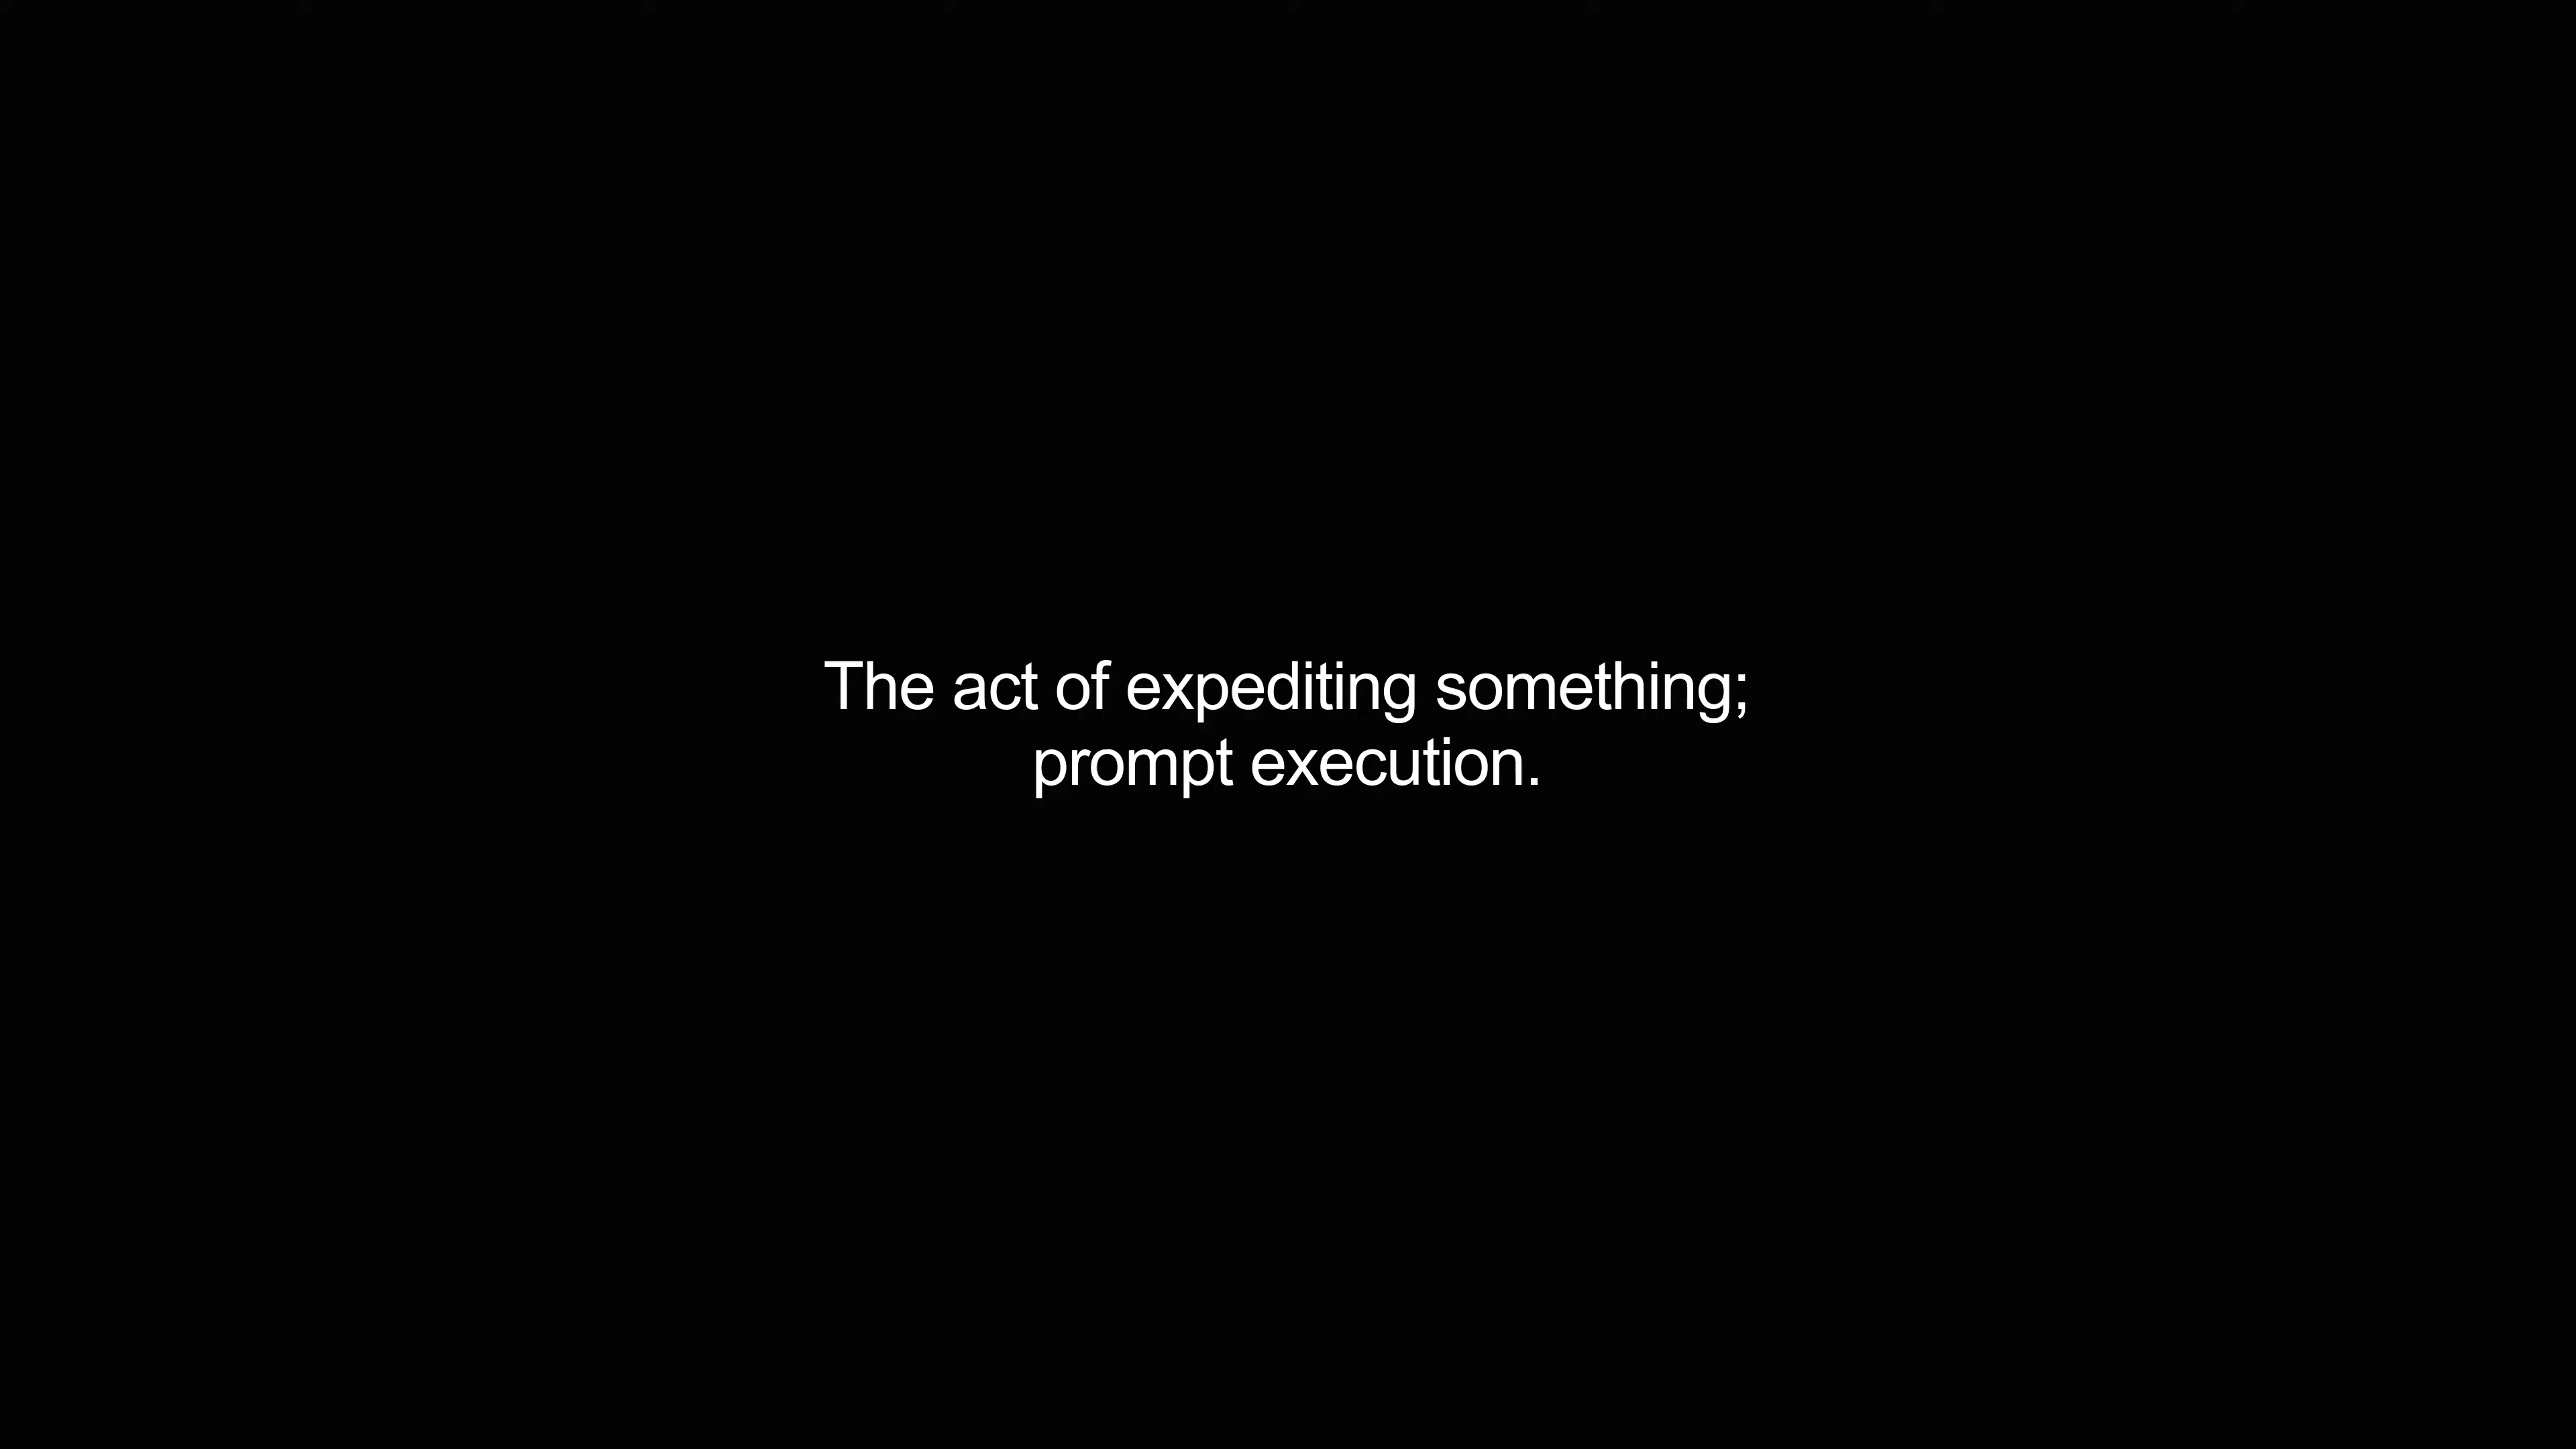 The act of expediting something;
prompt execution.